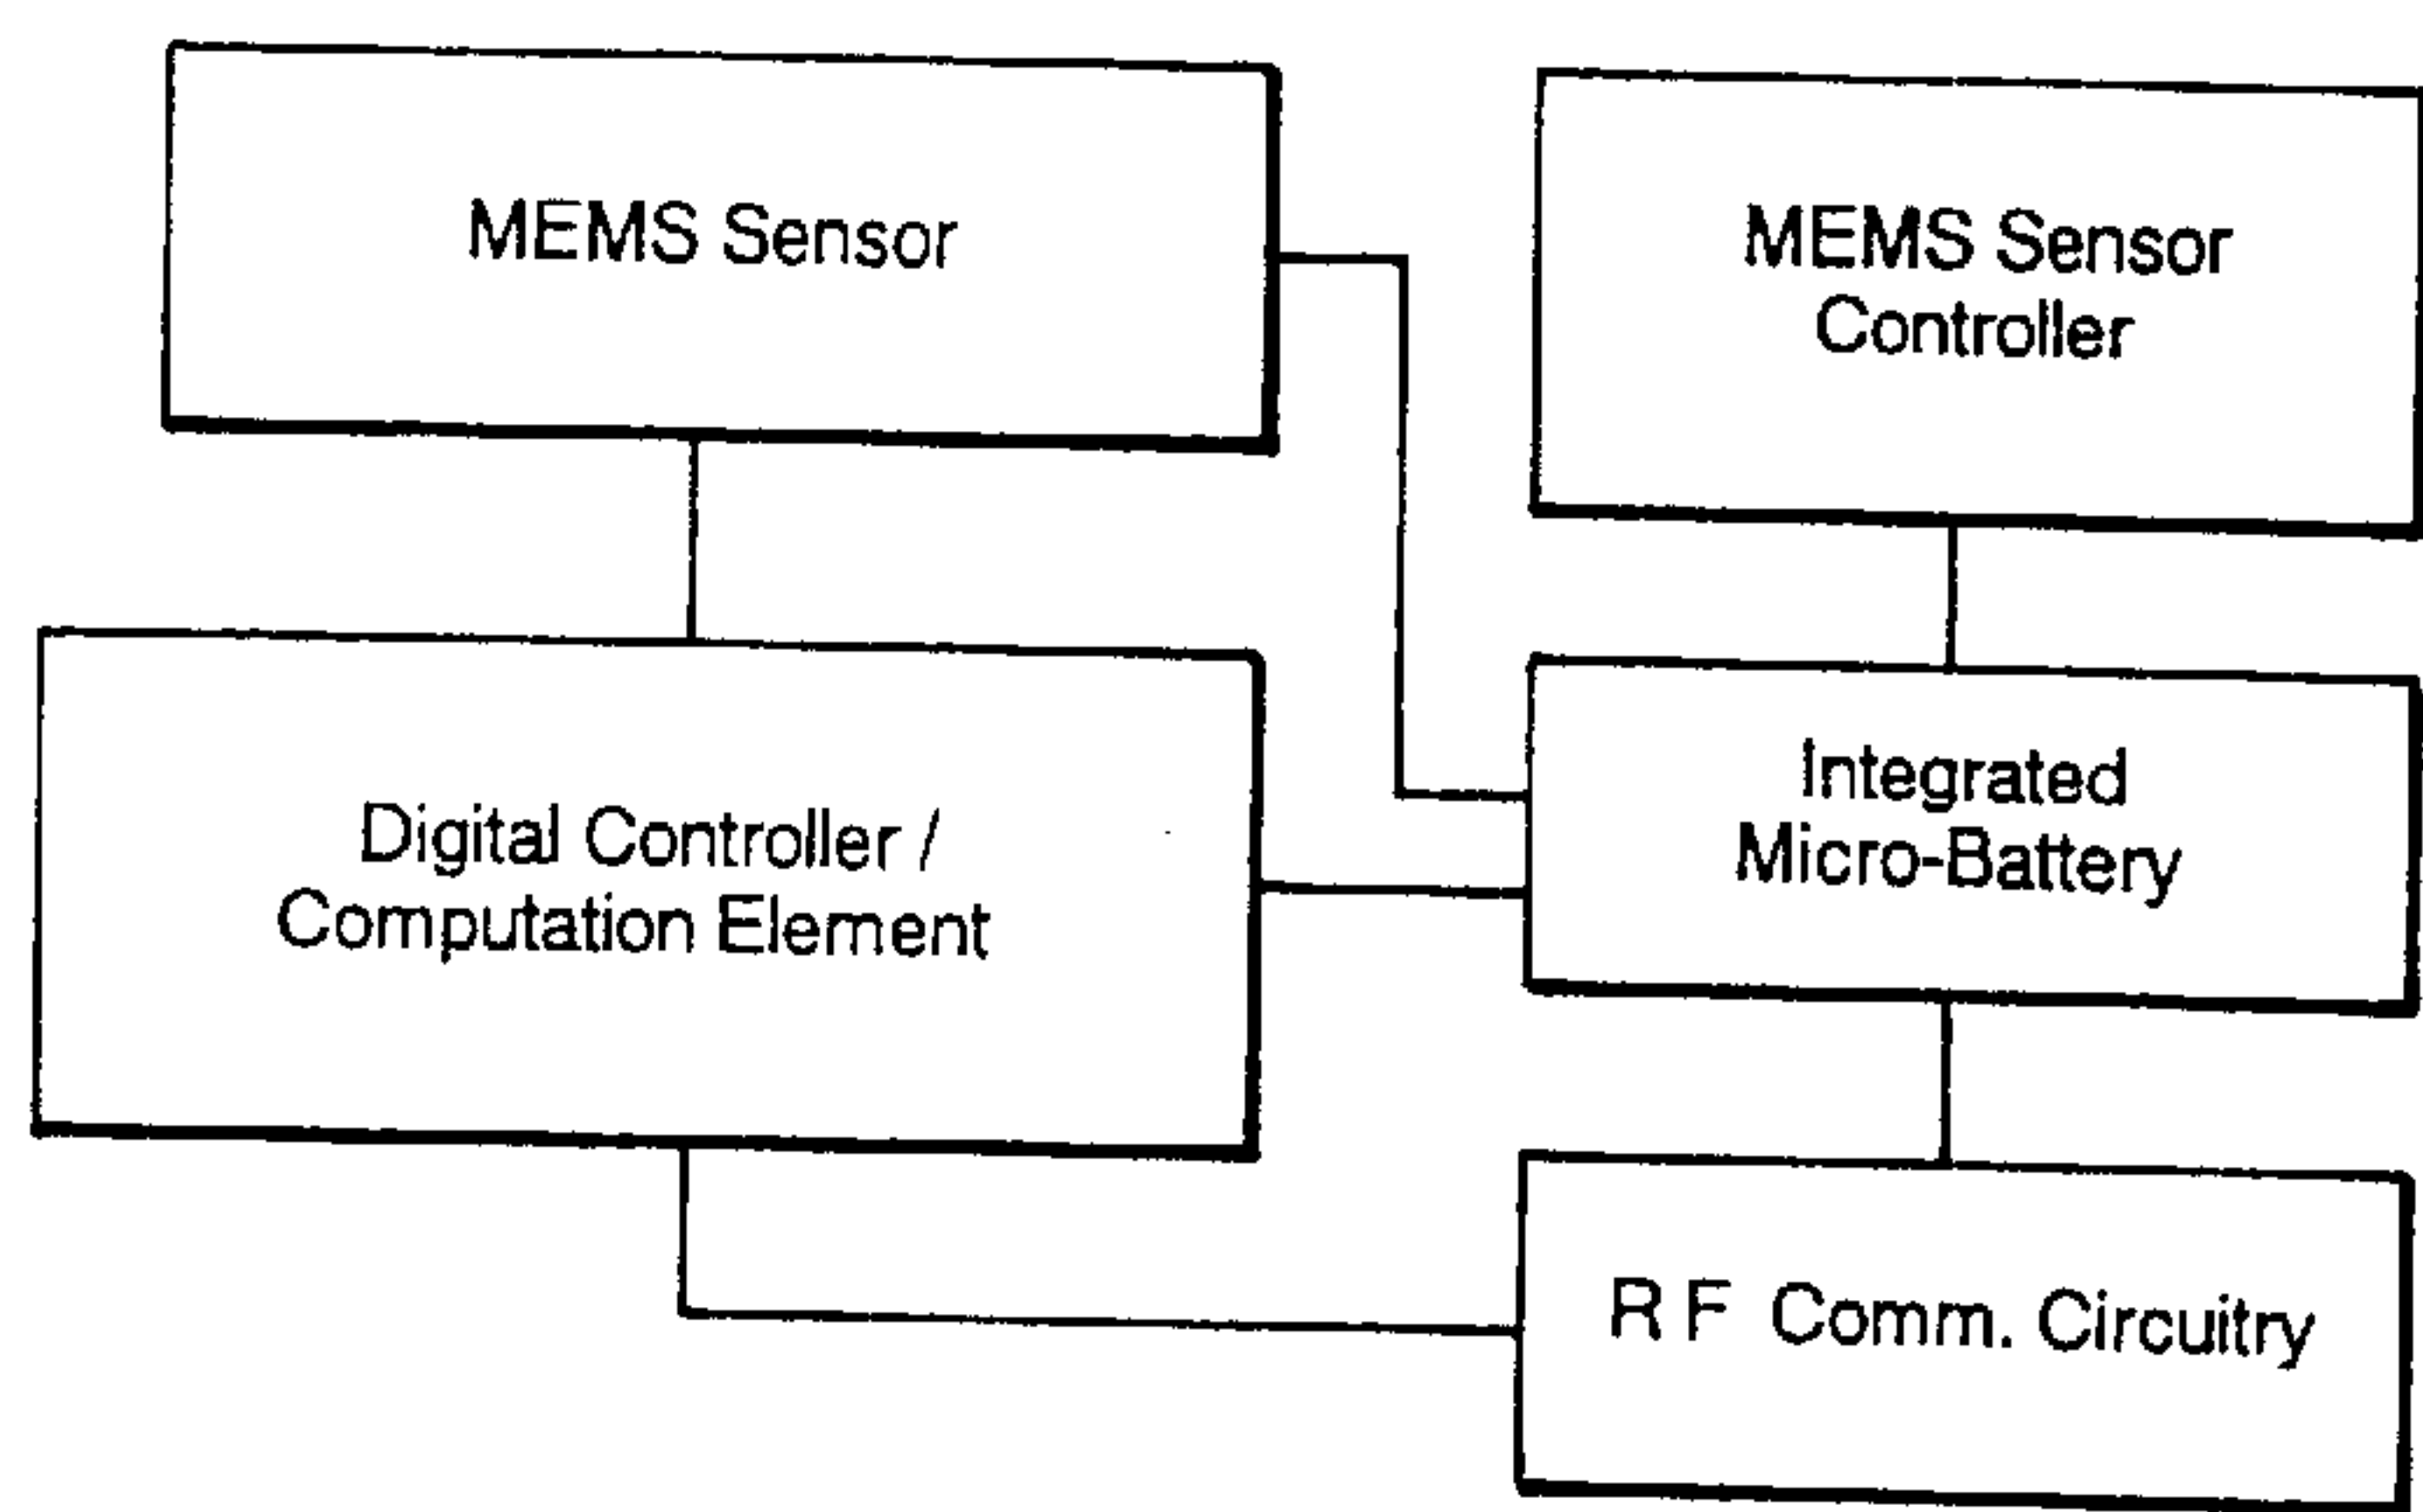 MEMS Sensor
MEMS Sensor
Controller
Digital Controller /
Computation Element
Integrated
Micro-Battery
R F Comm. Circuitry